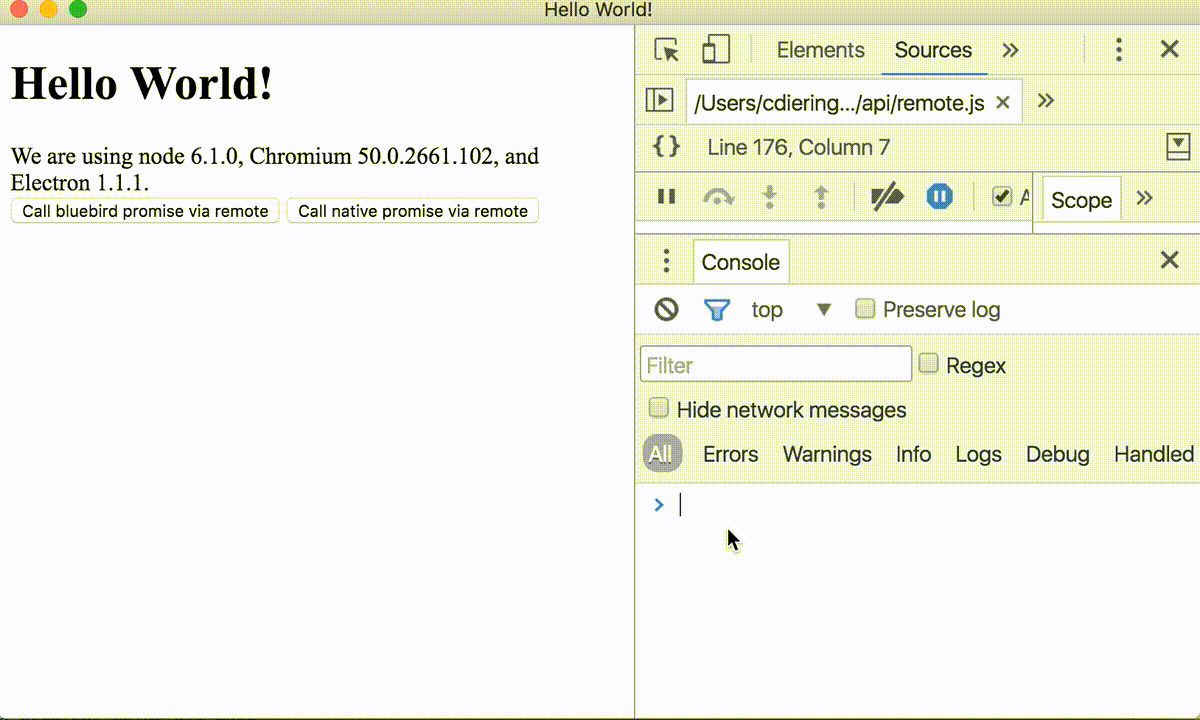 Hello World!
Hello World!
We are using node 6.1.0, Chromium 50.0.2661.102, and
Electron 1.1.1.
Call bluebird promise via remote
Call native promise via remote
Elements
Sources
/Users/cdiering.../api/remote.js
Line 176, Column 7
A
Scope
Console
top
Preserve log
Filter
Regex
Hide network messages
All Errors Warnings Info Logs Debug Handled